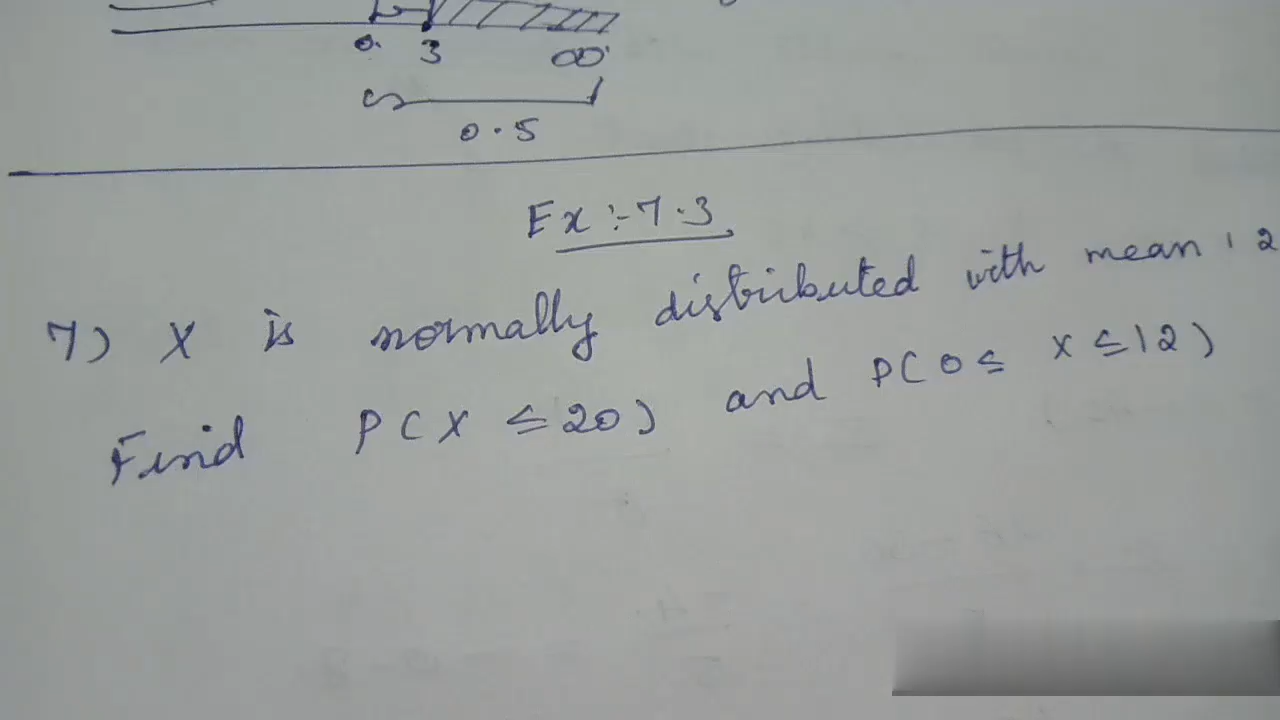 0. 3 ∞
0.5
Ex :- 7.3
7) X is normally distributed with mean 12
Find P(X ≤ 20) and P(0 ≤ X ≤ 12)